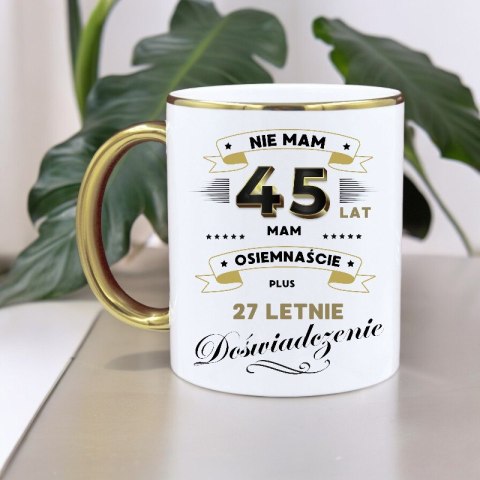 NIE MAM
45
LAT
MAM
OSIEMNAŚCIE
PLUS
27 LETNIE
Doświadczenie